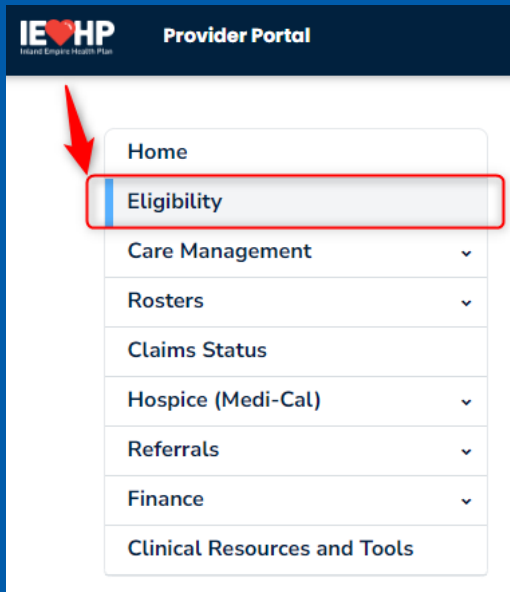 IEHP
Inland Empire Health Plan
Provider Portal
Home
Eligibility
Care Management
Rosters
Claims Status
Hospice (Medi-Cal)
Referrals
Finance
Clinical Resources and Tools